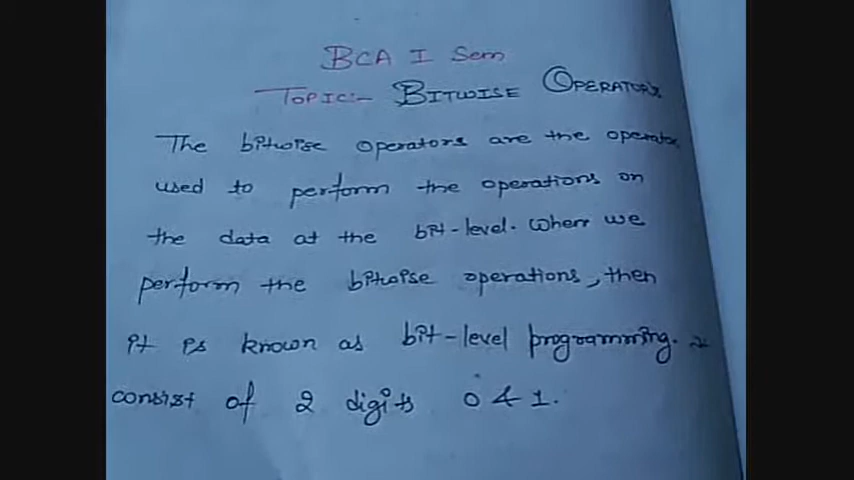 BCA I Sem
TOPIC:- BITWISE OPERATORS
The bitwise operators are the operators
used to perform the operations on
the data at the bit-level. When we
perform the bitwise operations, then
it is known as bit-level programming. It
consist of 2 digits 0 & 1.